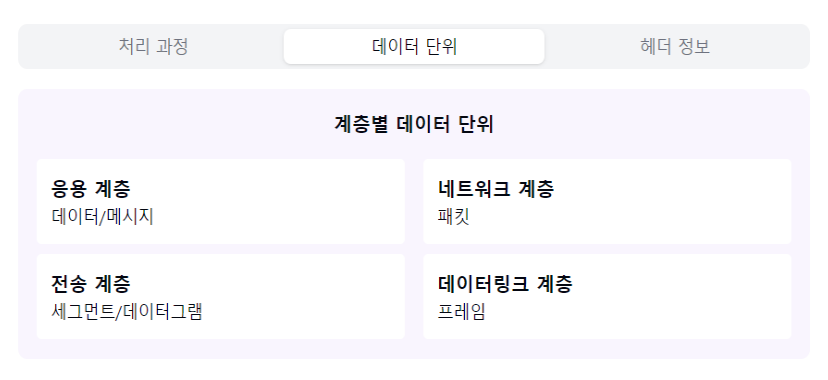 처리 과정
데이터 단위
헤더 정보
계층별 데이터 단위
응용 계층
데이터/메시지
네트워크 계층
패킷
전송 계층
세그먼트/데이터그램
데이터링크 계층
프레임